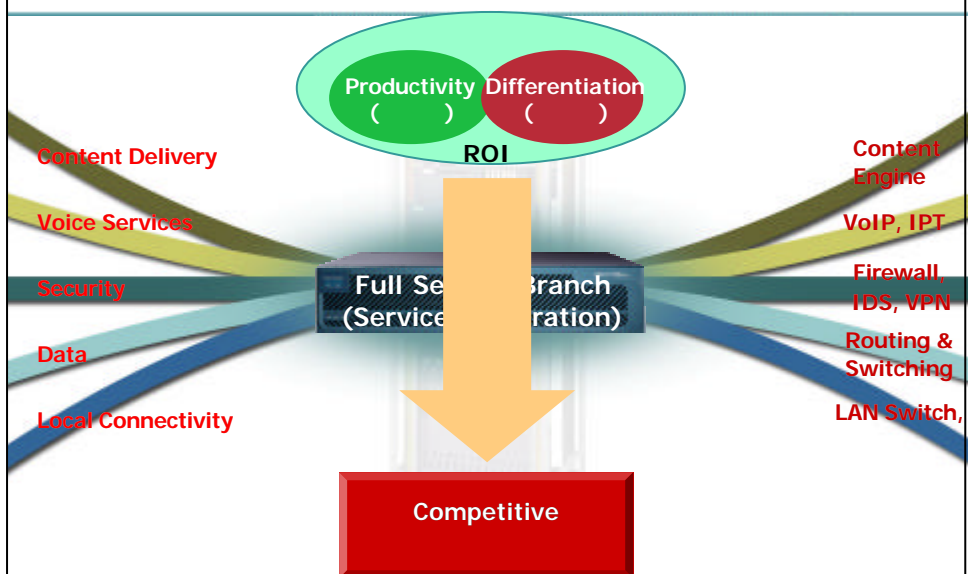 Productivity
(        )
Differentiation
(        )
ROI
Content Delivery
Voice Services
Security
Data
Local Connectivity
Full Se Branch
(Service ration)
Content
Engine
VoIP, IPT
Firewall,
IDS, VPN
Routing &
Switching
LAN Switch,
Competitive